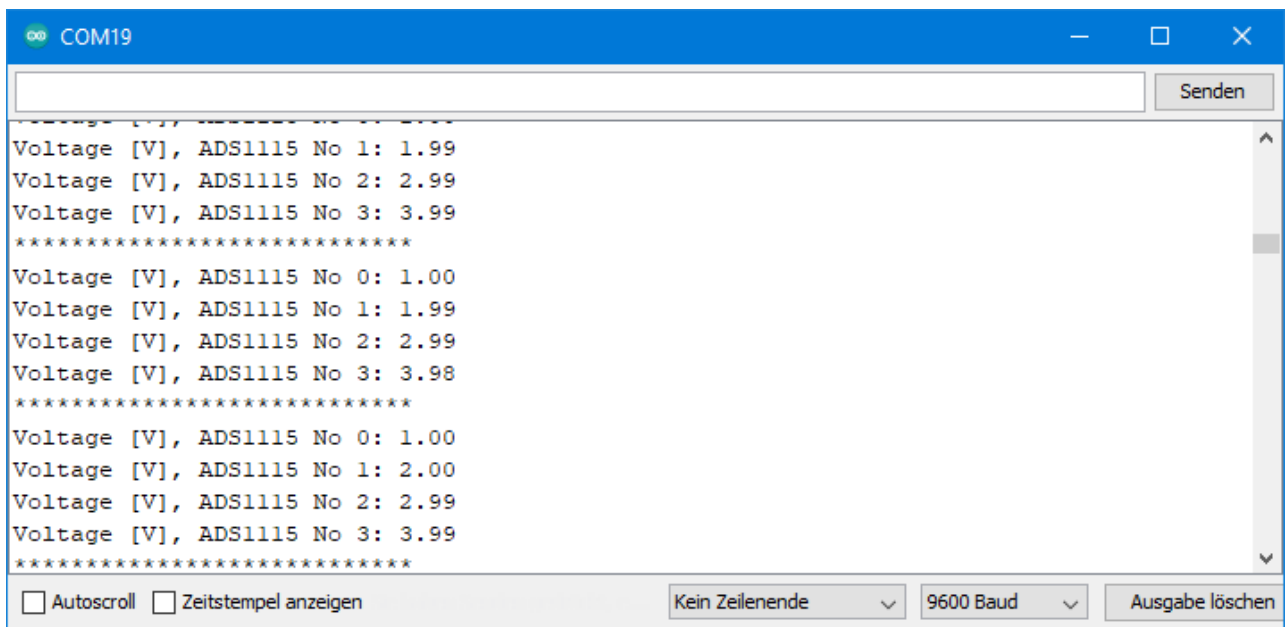 COM19
Senden
Voltage [V], ADS1115 No 1: 1.99
Voltage [V], ADS1115 No 2: 2.99
Voltage [V], ADS1115 No 3: 3.99
****************************
Voltage [V], ADS1115 No 0: 1.00
Voltage [V], ADS1115 No 1: 1.99
Voltage [V], ADS1115 No 2: 2.99
Voltage [V], ADS1115 No 3: 3.98
****************************
Voltage [V], ADS1115 No 0: 1.00
Voltage [V], ADS1115 No 1: 2.00
Voltage [V], ADS1115 No 2: 2.99
Voltage [V], ADS1115 No 3: 3.99
****************************
Autoscroll Zeitstempel anzeigen Kein Zeilenende 9600 Baud Ausgabe löschen